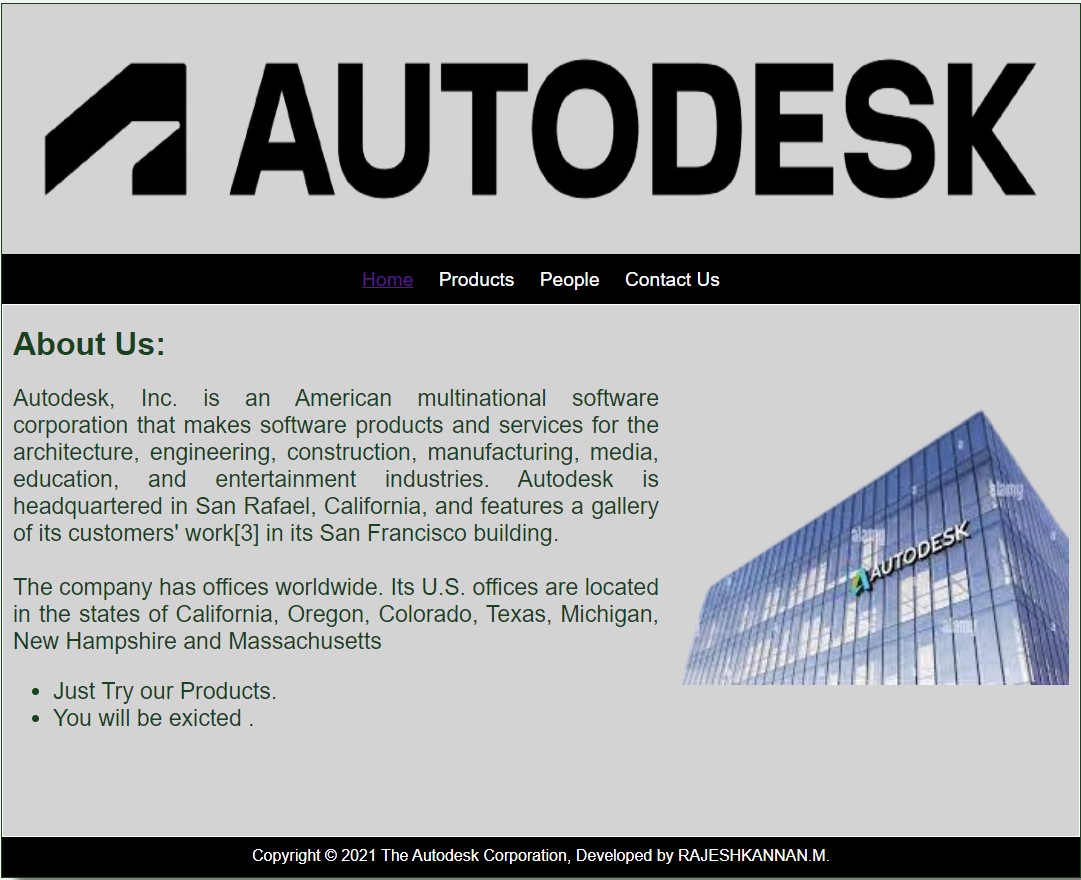 AUTODESK
Home Products People Contact Us
About Us:
Autodesk, Inc. is an American multinational software
corporation that makes software products and services for the
architecture, engineering, construction, manufacturing, media,
education, and entertainment industries. Autodesk is
headquartered in San Rafael, California, and features a gallery
of its customers' work[3] in its San Francisco building.
The company has offices worldwide. Its U.S. offices are located
in the states of California, Oregon, Colorado, Texas, Michigan,
New Hampshire and Massachusetts
• Just Try our Products.
• You will be exicted .
a
alamy
a
alamy
a
AUTODESK
a
alamy
a
Copyright © 2021 The Autodesk Corporation, Developed by RAJESHKANNAN.M.